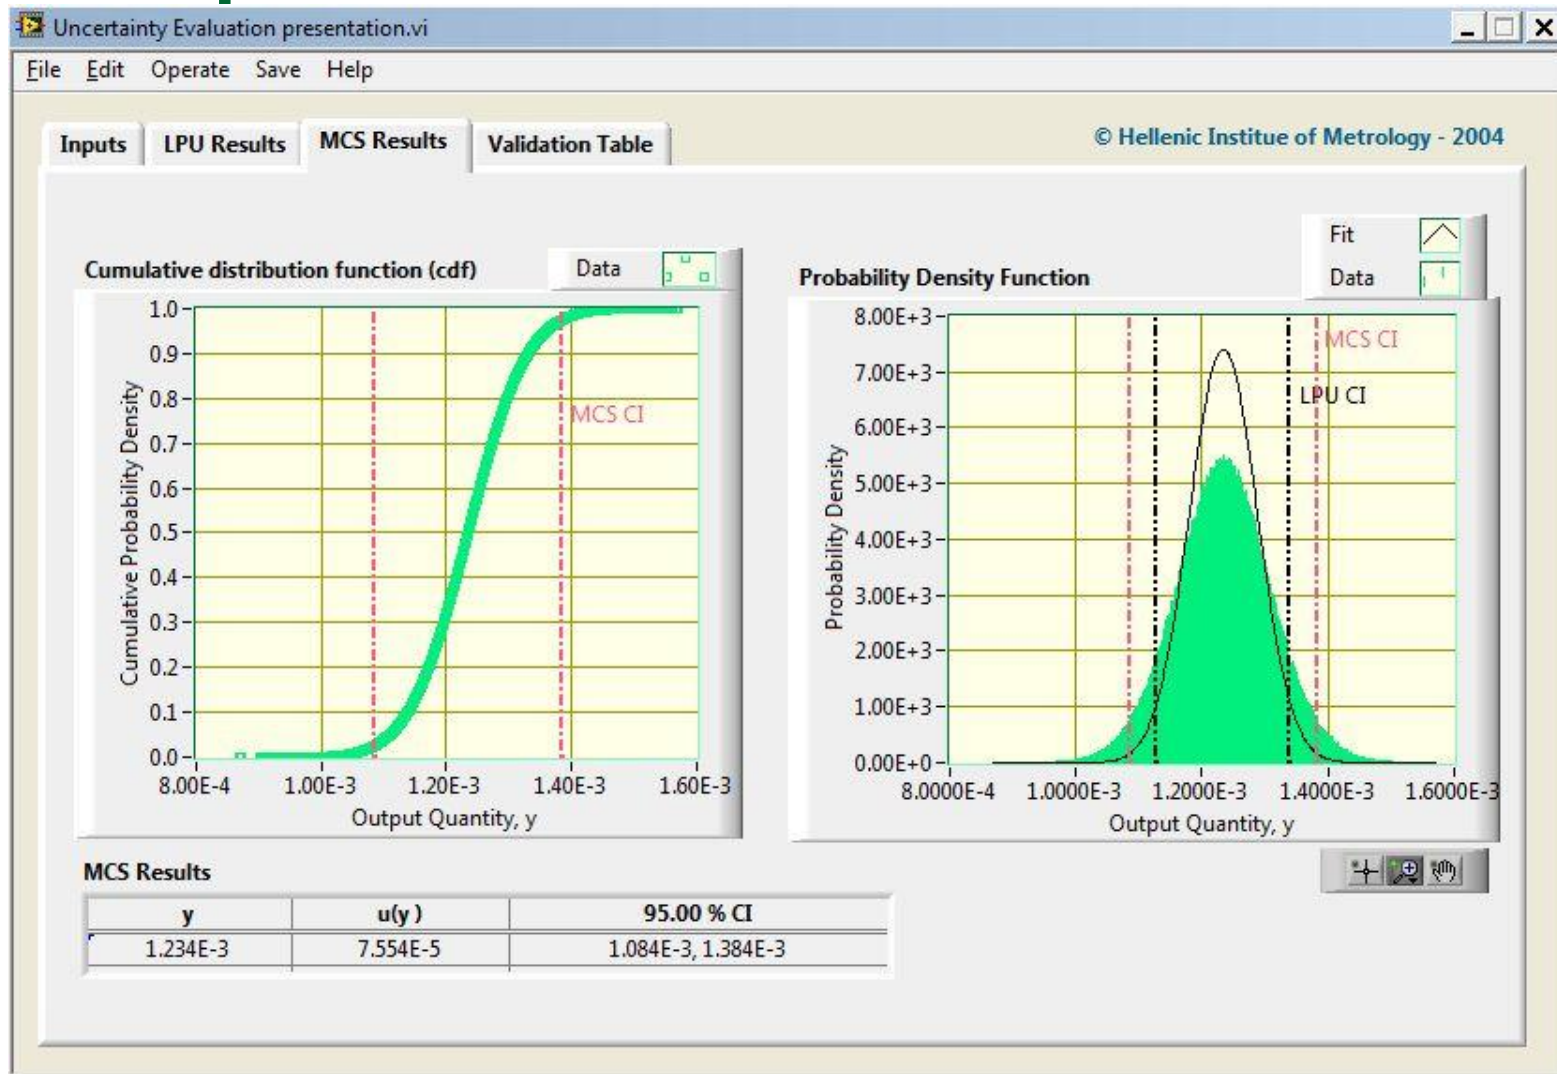 Uncertainty Evaluation presentation.vi
File Edit Operate Save Help
Inputs LPU Results MCS Results Validation Table
© Hellenic Institue of Metrology - 2004
Cumulative distribution function (cdf)
Data
1.0
0.9
0.8
0.7
0.6
0.5
0.4
0.3
0.2
0.1
0.0
Cumulative Probability Density
MCS CI
8.00E-4 1.00E-3 1.20E-3 1.40E-3 1.60E-3
Output Quantity, y
Fit
Data
Probability Density Function
8.00E+3
7.00E+3
6.00E+3
5.00E+3
4.00E+3
3.00E+3
2.00E+3
1.00E+3
0.00E+0
Probability Density
MCS CI
LPU CI
8.0000E-4 1.0000E-3 1.2000E-3 1.4000E-3 1.6000E-3
Output Quantity, y
MCS Results
y u(y ) 95.00 % CI
1.234E-3 7.554E-5 1.084E-3, 1.384E-3